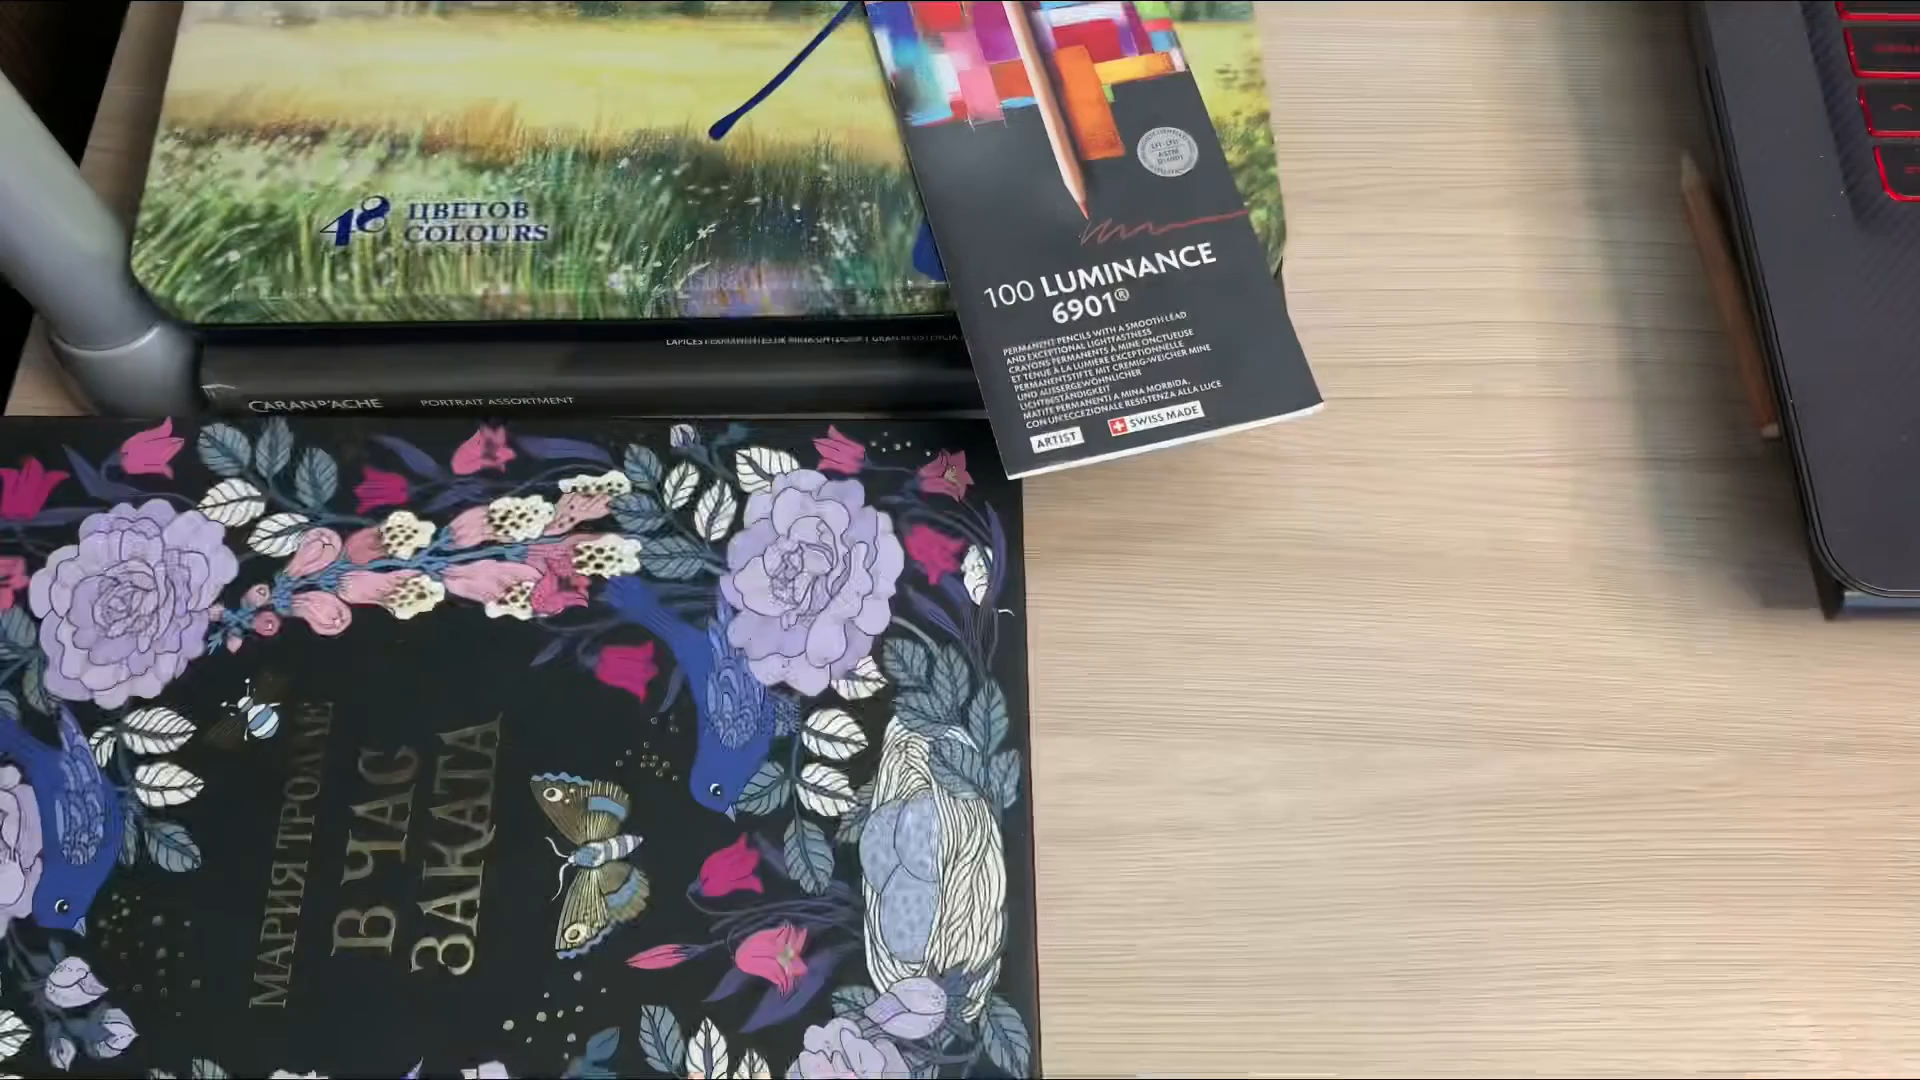 48 ЦВЕТОВ
COLOURS
100 LUMINANCE
6901®
PERMANENT PENCILS WITH A SMOOTH LEAD
AND EXCEPTIONAL LIGHTFASTNESS
CRAYONS PERMANENTS À MINE ONCTUEUSE
ET TENUE À LA LUMIÈRE EXCEPTIONNELLE
PERMANENTSTIFTE MIT CREMIG-WEICHER MINE
UND AUSSERGEWÖHNLICHER
LICHTBESTÄNDIGKEIT
MATITE PERMANENTI A MINA MORBIDA,
CON UN'ECCEZIONALE RESISTENZA ALLA LUCE
ARTIST
SWISS MADE
CARAN D'ACHE PORTRAIT ASSORTMENT
МАРИЯ ТРОЛЛЕ
В ЧАС
ЗАКАТА